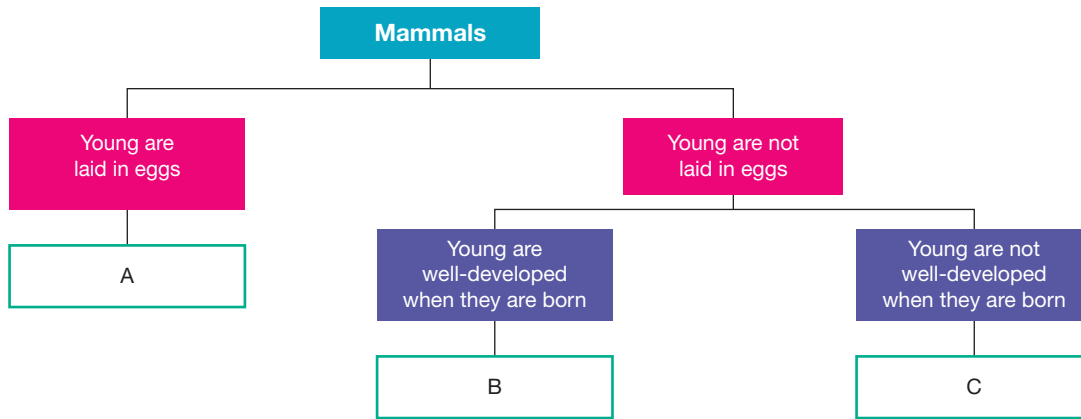 Mammals
Young are
laid in eggs
Young are not
laid in eggs
A
Young are
well-developed
when they are born
Young are not
well-developed
when they are born
B
C